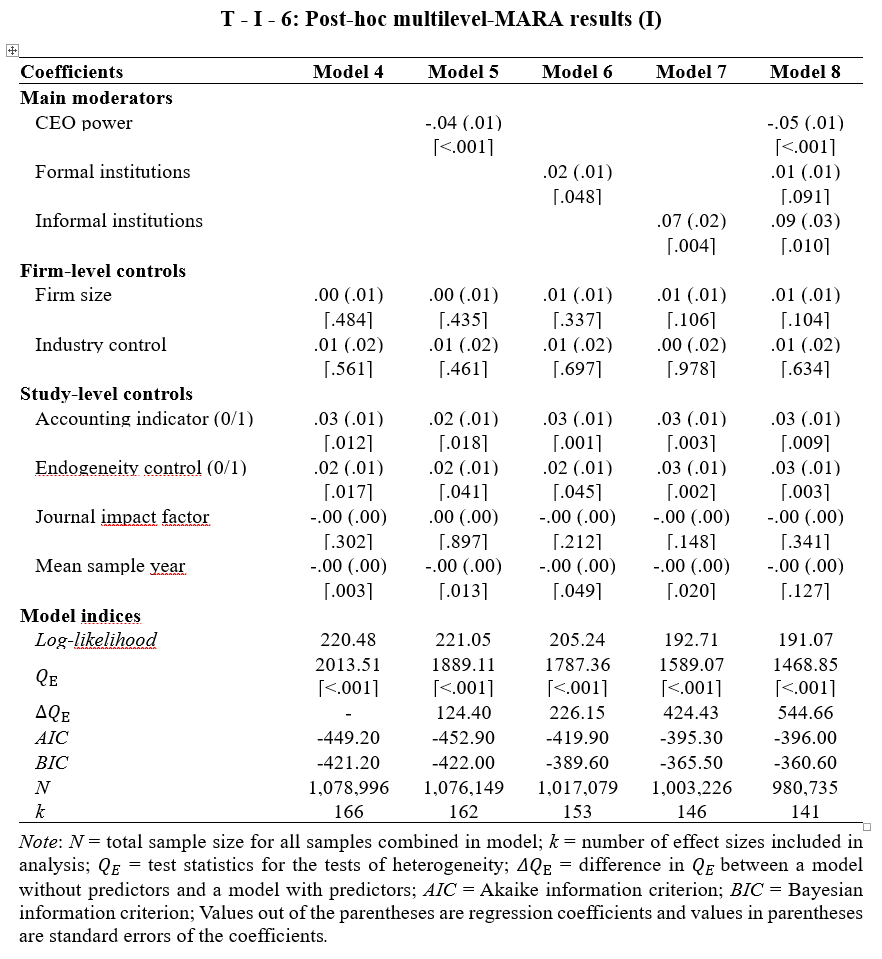 T - I - 6: Post-hoc multilevel-MARA results (I)
Coefficients Model 4 Model 5 Model 6 Model 7 Model 8
Main moderators
CEO power -.04 (.01) -.05 (.01)
[<.001] [<.001]
Formal institutions .02 (.01) .01 (.01)
[.048] [.091]
Informal institutions .07 (.02) .09 (.03)
[.004] [.010]
Firm-level controls
Firm size .00 (.01) .00 (.01) .01 (.01) .01 (.01) .01 (.01)
[.484] [.435] [.337] [.106] [.104]
Industry control .01 (.02) .01 (.02) .01 (.02) .00 (.02) .01 (.02)
[.561] [.461] [.697] [.978] [.634]
Study-level controls
Accounting indicator (0/1) .03 (.01) .02 (.01) .03 (.01) .03 (.01) .03 (.01)
[.012] [.018] [.001] [.003] [.009]
Endogeneity control (0/1) .02 (.01) .02 (.01) .02 (.01) .03 (.01) .03 (.01)
[.017] [.041] [.045] [.002] [.003]
Journal impact factor -.00 (.00) .00 (.00) -.00 (.00) -.00 (.00) -.00 (.00)
[.302] [.897] [.212] [.148] [.341]
Mean sample year -.00 (.00) -.00 (.00) -.00 (.00) -.00 (.00) -.00 (.00)
[.003] [.013] [.049] [.020] [.127]
Model indices
Log-likelihood 220.48 221.05 205.24 192.71 191.07
QE 2013.51 1889.11 1787.36 1589.07 1468.85
[<.001] [<.001] [<.001] [<.001] [<.001]
ΔQE - 124.40 226.15 424.43 544.66
AIC -449.20 -452.90 -419.90 -395.30 -396.00
BIC -421.20 -422.00 -389.60 -365.50 -360.60
N 1,078,996 1,076,149 1,017,079 1,003,226 980,735
k 166 162 153 146 141
Note: N = total sample size for all samples combined in model; k = number of effect sizes included in
analysis; QE = test statistics for the tests of heterogeneity; ΔQE = difference in QE between a model
without predictors and a model with predictors; AIC = Akaike information criterion; BIC = Bayesian
information criterion; Values out of the parentheses are regression coefficients and values in parentheses
are standard errors of the coefficients.